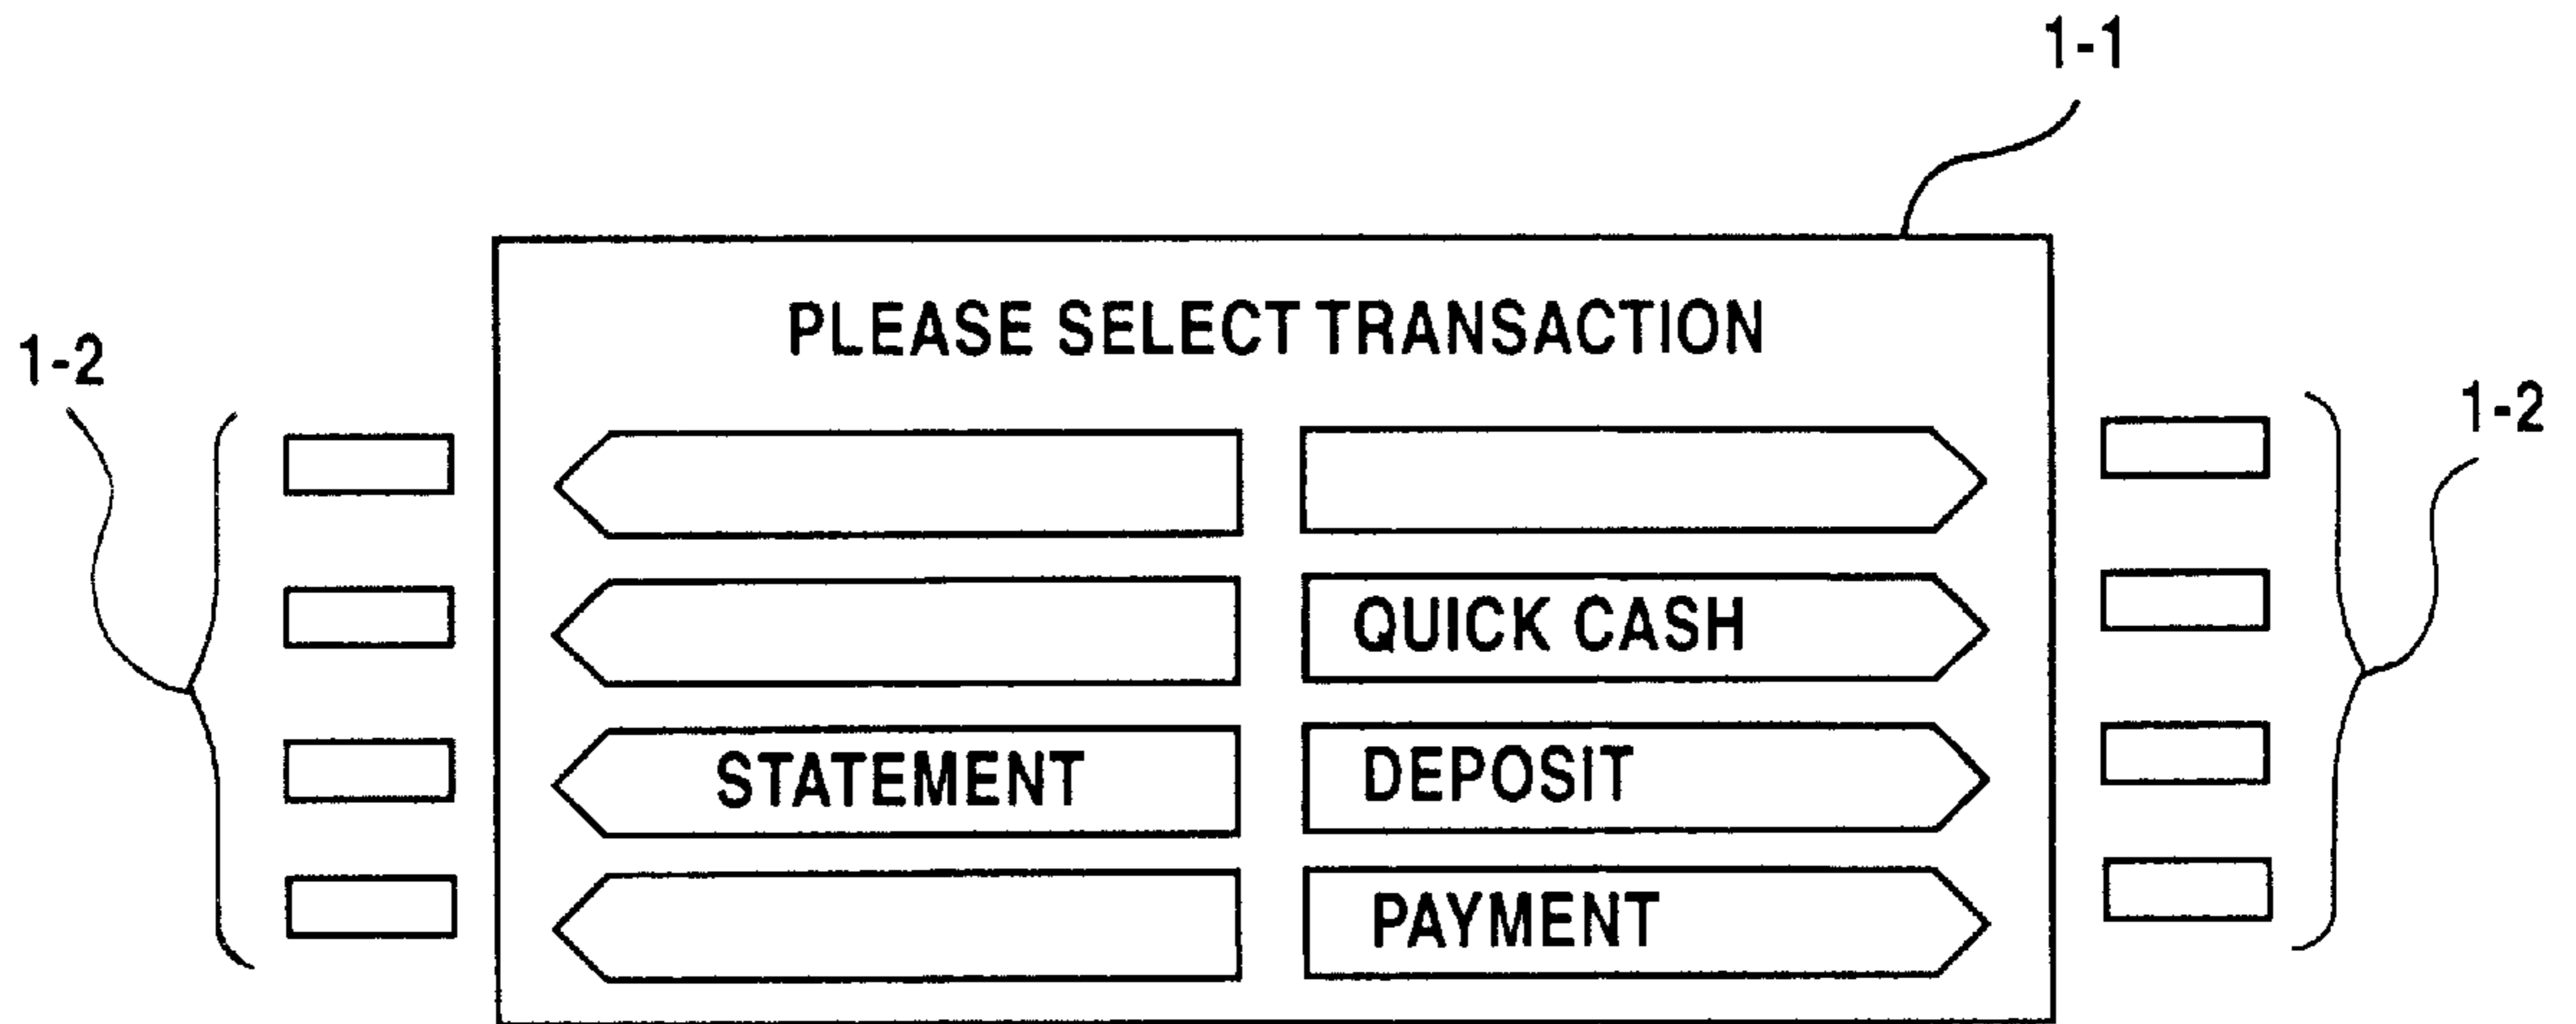 1-1
PLEASE SELECT TRANSACTION
1-2
1-2
QUICK CASH
STATEMENT
DEPOSIT
PAYMENT